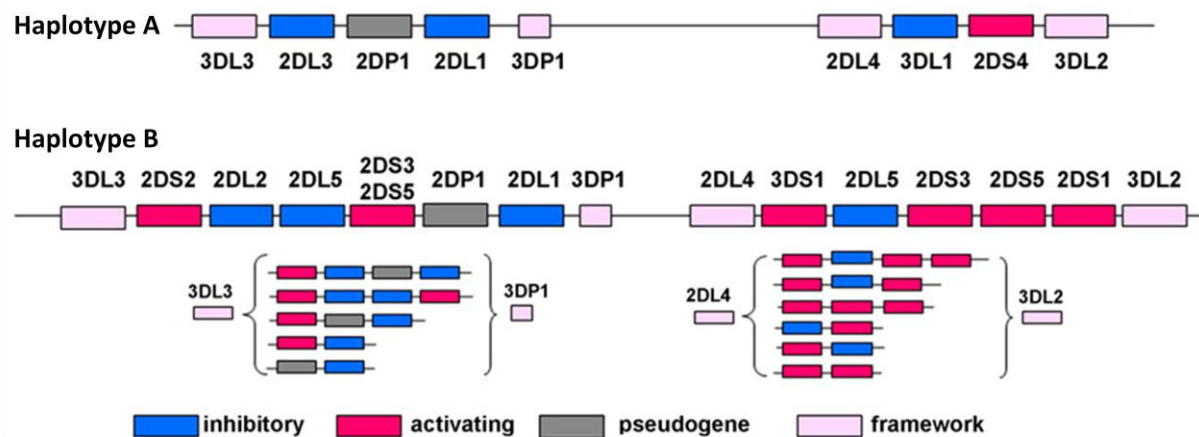 Haplotype A
3DL3 2DL3 2DP1 2DL1 3DP1 2DL4 3DL1 2DS4 3DL2
Haplotype B
2DS3
3DL3 2DS2 2DL2 2DL5 2DS5 2DP1 2DL1 3DP1 2DL4 3DS1 2DL5 2DS3 2DS5 2DS1 3DL2
3DL3 3DP1 2DL4 3DL2
inhibitory activating pseudogene framework